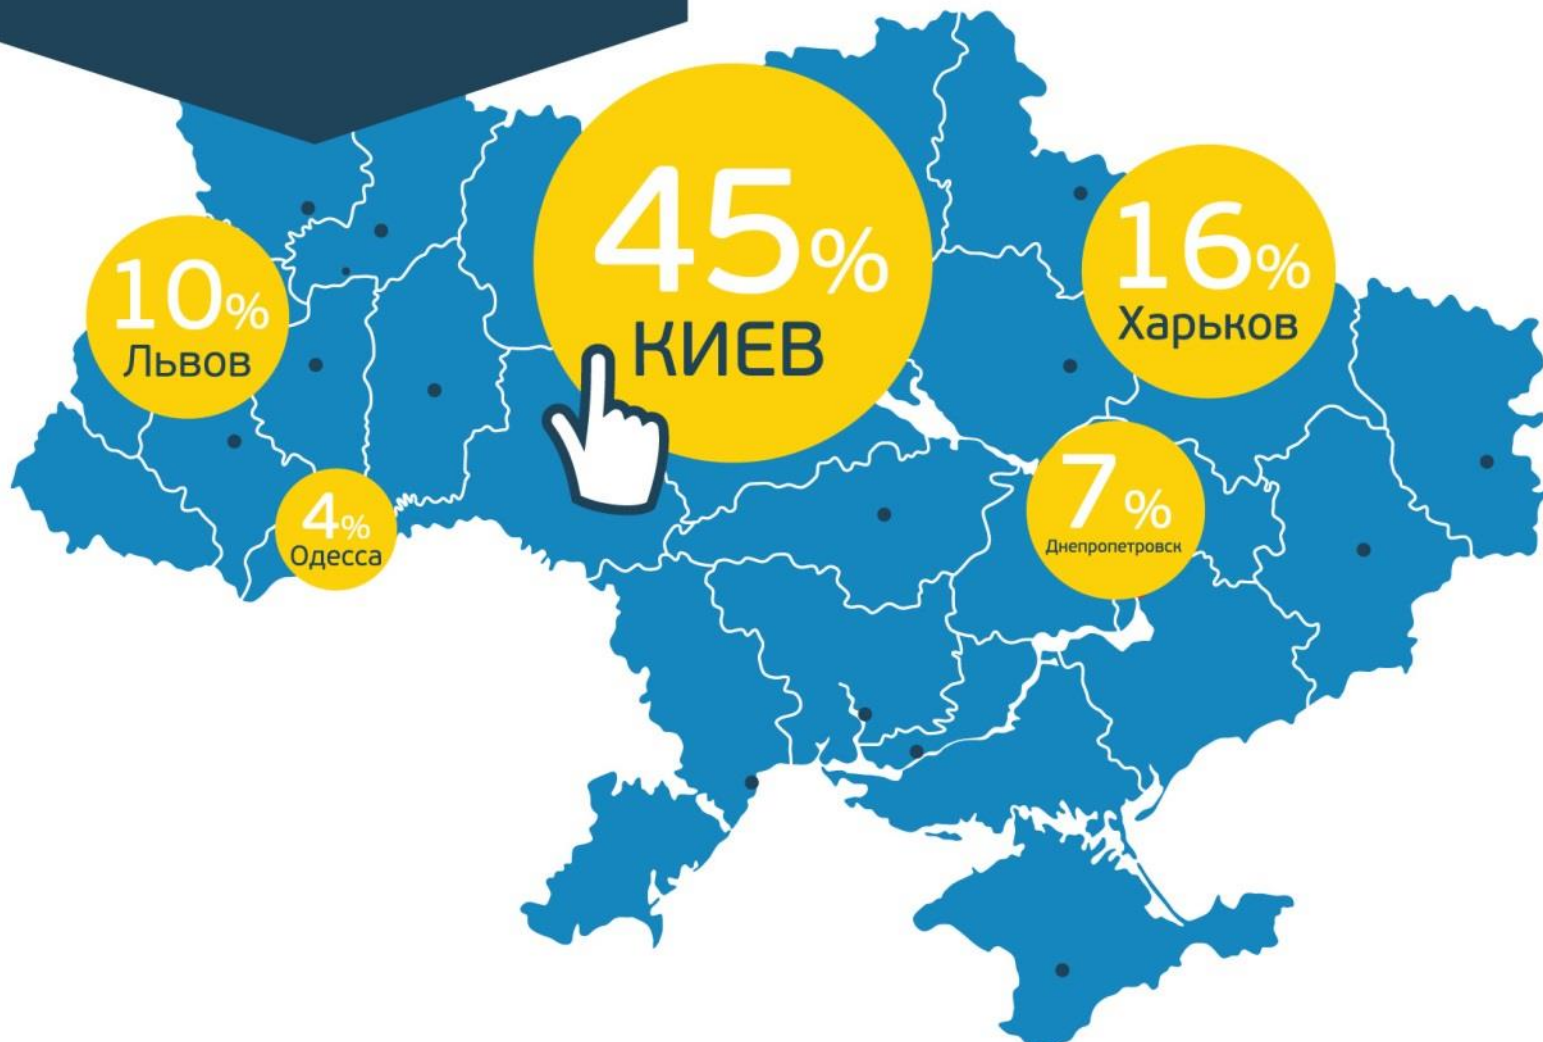 45%
КИЕВ
16%
Харьков
10%
Львов
7%
Днепропетровск
4%
Одесса